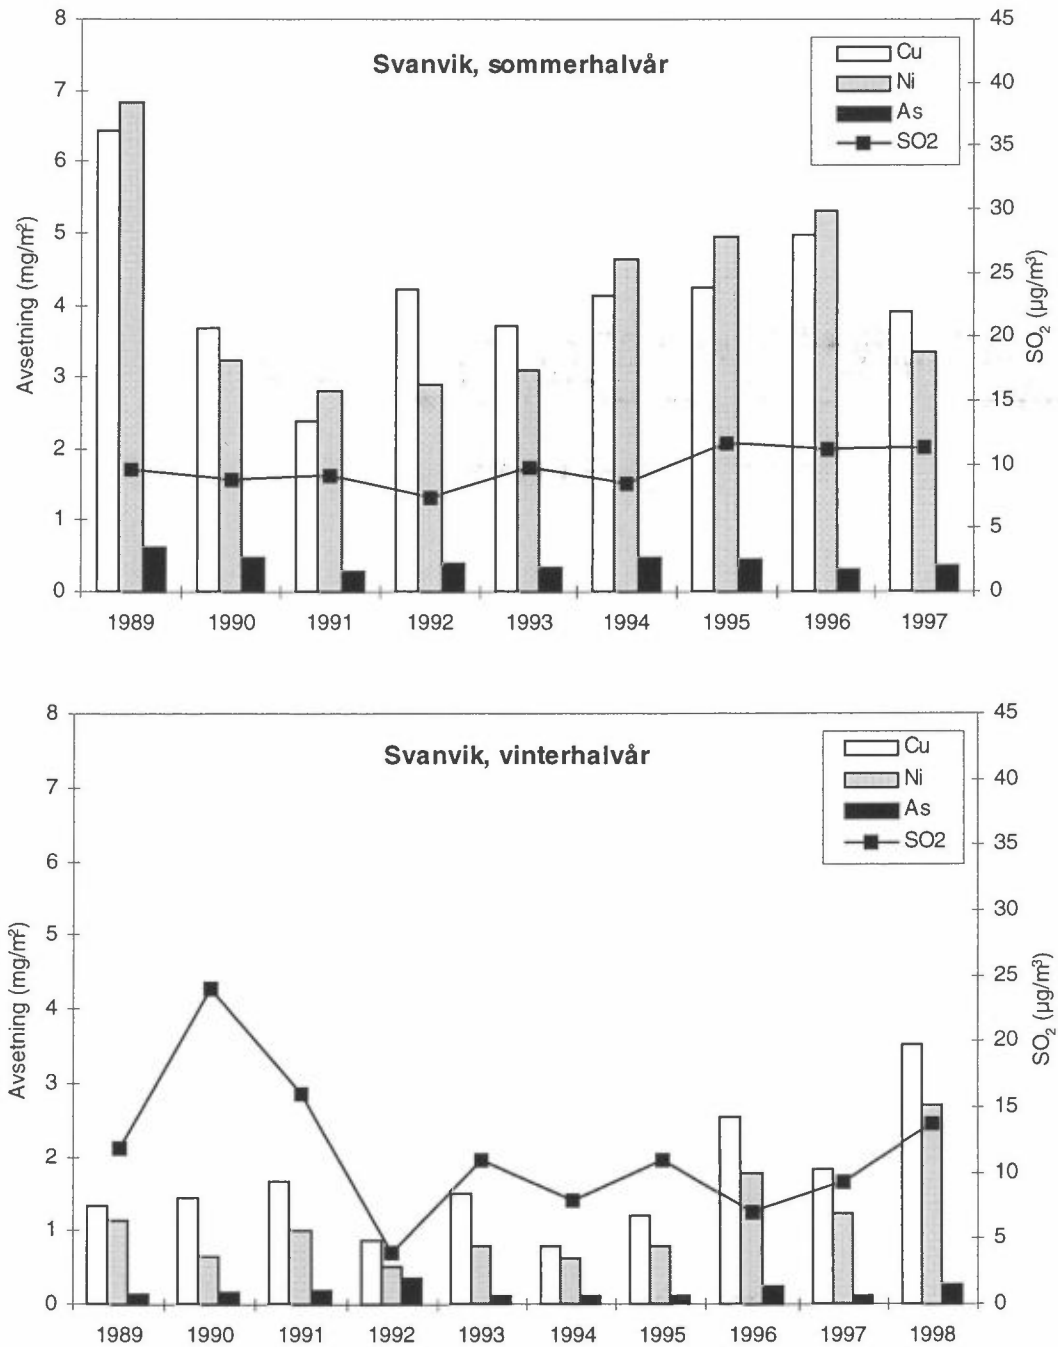 Svanvik, sommerhalvår
Cu
Ni
As
SO2
Avsetning (mg/m²)
8
7
6
5
4
3
2
1
0
SO₂ (µg/m³)
45
40
35
30
25
20
15
10
5
0
1989 1990 1991 1992 1993 1994 1995 1996 1997
Svanvik, vinterhalvår
Cu
Ni
As
SO2
Avsetning (mg/m²)
8
7
6
5
4
3
2
1
0
SO₂ (µg/m³)
45
40
35
30
25
20
15
10
5
0
1989 1990 1991 1992 1993 1994 1995 1996 1997 1998